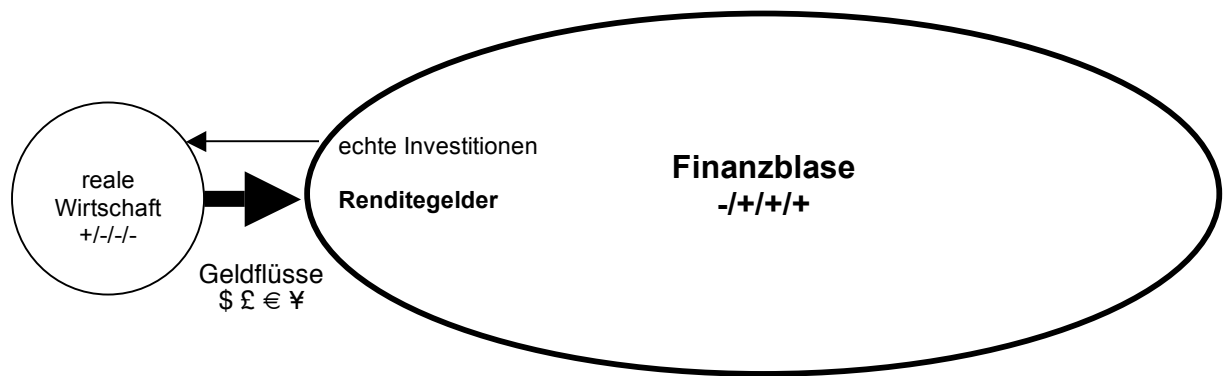 echte Investitionen
Finanzblase
-/+/+/+
reale
Wirtschaft
+/-/-/-
Renditegelder
Geldflüsse
$ £ € ¥